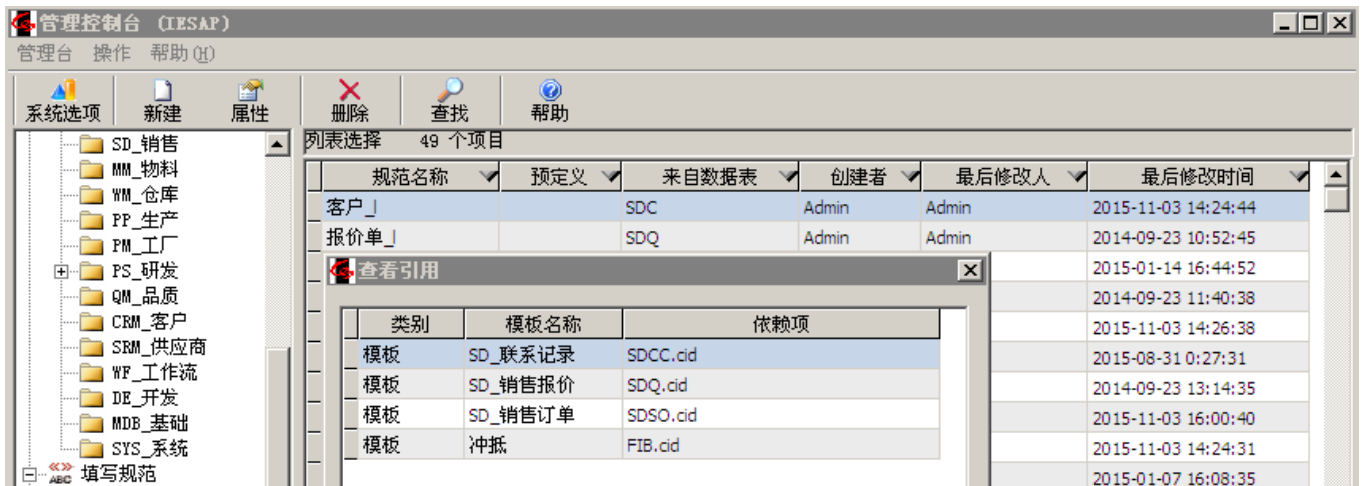 管理控制台 (IESAP)
管理台 操作 帮助(H)
系统选项 新建 属性 删除 查找 帮助
列表选择 49 个项目
SD_销售
MM_物料
WM_仓库
PP_生产
PM_工厂
PS_研发
QM_品质
CRM_客户
SRM_供应商
WF_工作流
DE_开发
MDB_基础
SYS_系统
ABC 填写规范
规范名称 预定义 来自数据表 创建者 最后修改人 最后修改时间
客户_l SDC Admin Admin 2015-11-03 14:24:44
报价单_l SDQ Admin Admin 2014-09-23 10:52:45
2015-01-14 16:44:52
2014-09-23 11:40:38
2015-11-03 14:26:38
2015-08-31 0:27:31
2014-09-23 13:14:35
2015-11-03 16:00:40
2015-11-03 14:24:31
2015-01-07 16:08:35
查看引用
类别 模板名称 依赖项
模板 SD_联系记录 SDCC.cid
模板 SD_销售报价 SDQ.cid
模板 SD_销售订单 SDSO.cid
模板 冲抵 FIB.cid